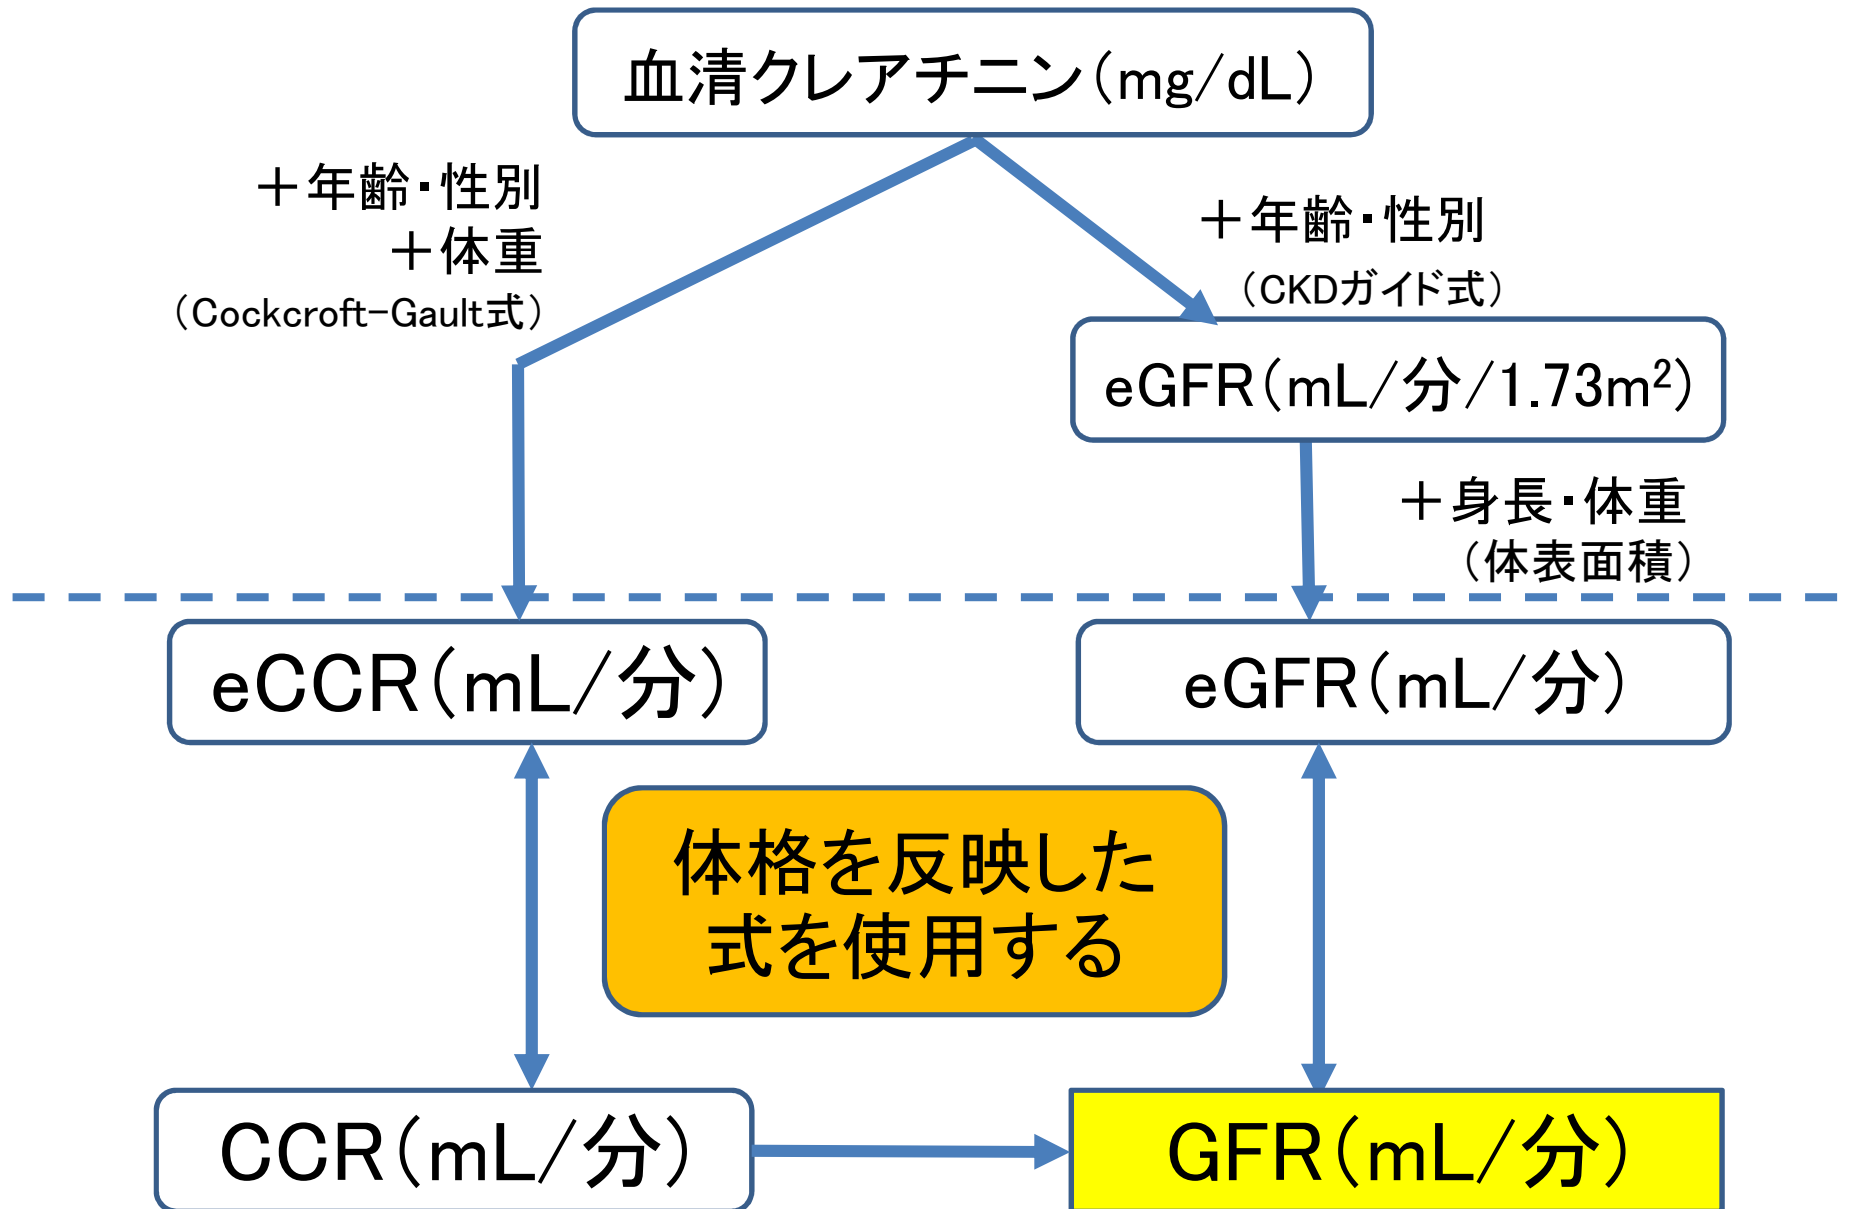 血清クレアチニン（mg/dL）
＋年齢・性別
＋体重
（Cockcroft-Gault式）
＋年齢・性別
（CKDガイド式）
eGFR（mL/分/1.73m²）
＋身長・体重
（体表面積）
eCCR（mL/分）
eGFR（mL/分）
体格を反映した
式を使用する
CCR（mL/分）
GFR（mL/分）